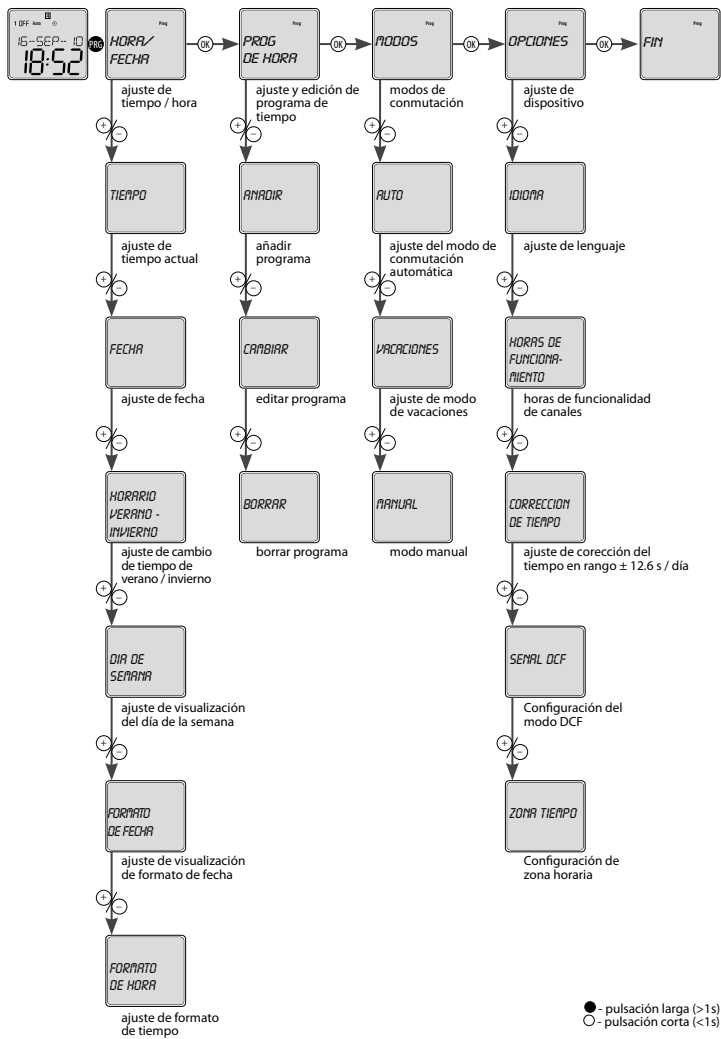 1 OFF Auto
Prog
16-SEP-10
18:52
PRG
Prog
HORA/
FECHA
OK
Prog
PROG
DE HORA
OK
Prog
MODOS
OK
Prog
OPCIONES
OK
Prog
FIN
ajuste de
tiempo / hora
+
-
TIEMPO
ajuste de
tiempo actual
+
-
FECHA
ajuste de fecha
+
-
HORARIO
VERANO -
INVIERNO
ajuste de cambio
de tiempo de
verano / invierno
+
-
DIA DE
SEMANA
ajuste de visualización
del día de la semana
+
-
FORMATO
DE FECHA
ajuste de visualización
de formato de fecha
+
-
FORMATO
DE HORA
ajuste de formato
de tiempo
ajuste y edición de
programa de
tiempo
+
-
ANADIR
añadir
programa
+
-
CAMBIAR
editar programa
+
-
BORRAR
borrar programa
modos de
conmutación
+
-
AUTO
ajuste del modo de
conmutación
automática
+
-
VACACIONES
ajuste de modo
de vacaciones
+
-
MANUAL
modo manual
ajuste de
dispositivo
+
-
IDIOMA
ajuste de lenguaje
+
-
HORAS DE
FUNCIONA-
MIENTO
horas de funcionalidad
de canales
+
-
CORRECCION
DE TIEMPO
ajuste de corección del
tiempo en rango ± 12.6 s / día
+
-
SENAL DCF
Configuración del
modo DCF
+
-
ZONA TIEMPO
Configuración de
zona horaria
- pulsación larga (>1s)
- pulsación corta (<1s)